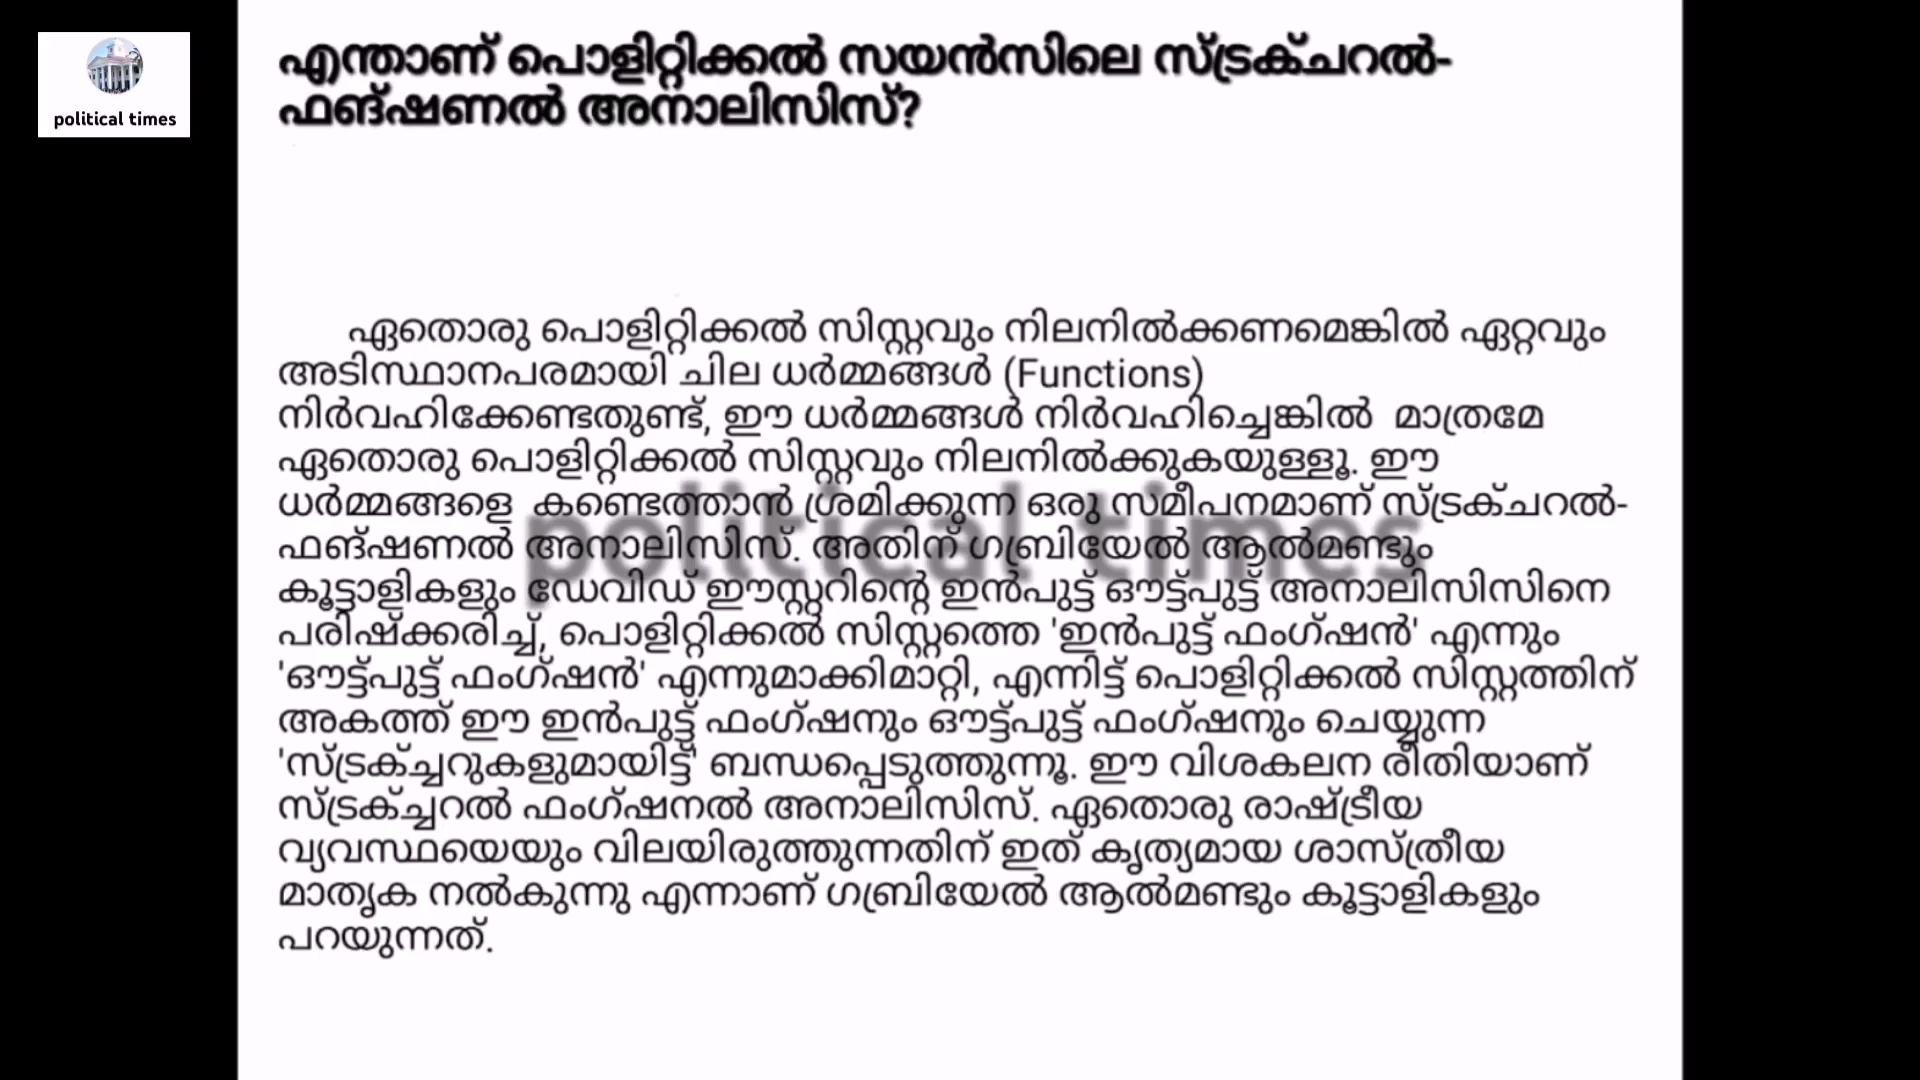 എന്താണ് പൊളിറ്റിക്കൽ സയൻസിലെ സ്ട്രക്ചറൽ-
ഫങ്ഷണൽ അനാലിസിസ്?
political times
ഏതൊരു പൊളിറ്റിക്കൽ സിസ്റ്റവും നിലനിൽക്കണമെങ്കിൽ ഏറ്റവും
അടിസ്ഥാനപരമായി ചില ധർമ്മങ്ങൾ (Functions)
നിർവഹിക്കേണ്ടതുണ്ട്, ഈ ധർമ്മങ്ങൾ നിർവഹിച്ചെങ്കിൽ മാത്രമേ
ഏതൊരു പൊളിറ്റിക്കൽ സിസ്റ്റവും നിലനിൽക്കുകയുള്ളൂ. ഈ
ധർമ്മങ്ങളെ കണ്ടെത്താൻ ശ്രമിക്കുന്ന ഒരു സമീപനമാണ് സ്ട്രക്ചറൽ-
ഫങ്ഷണൽ അനാലിസിസ്. അതിന് ഗബ്രിയേൽ ആൽമണ്ടും
political times
കൂട്ടാളികളും ഡേവിഡ് ഈസ്റ്ററിന്റെ ഇൻപുട്ട് ഔട്ട്പുട്ട് അനാലിസിസിനെ
പരിഷ്ക്കരിച്ച്, പൊളിറ്റിക്കൽ സിസ്റ്റത്തെ 'ഇൻപുട്ട് ഫംഗ്ഷൻ' എന്നും
'ഔട്ട്പുട്ട് ഫംഗ്ഷൻ' എന്നുമാക്കിമാറ്റി, എന്നിട്ട് പൊളിറ്റിക്കൽ സിസ്റ്റത്തിന്
അകത്ത് ഈ ഇൻപുട്ട് ഫംഗ്ഷനും ഔട്ട്പുട്ട് ഫംഗ്ഷനും ചെയ്യുന്ന
'സ്ട്രക്ച്ചറുകളുമായിട്ട്' ബന്ധപ്പെടുത്തുന്നൂ. ഈ വിശകലന രീതിയാണ്
സ്ട്രക്ച്ചറൽ ഫംഗ്ഷനൽ അനാലിസിസ്. ഏതൊരു രാഷ്ട്രീയ
വ്യവസ്ഥയെയും വിലയിരുത്തുന്നതിന് ഇത് കൃത്യമായ ശാസ്ത്രീയ
മാതൃക നൽകുന്നു എന്നാണ് ഗബ്രിയേൽ ആൽമണ്ടും കൂട്ടാളികളും
പറയുന്നത്.